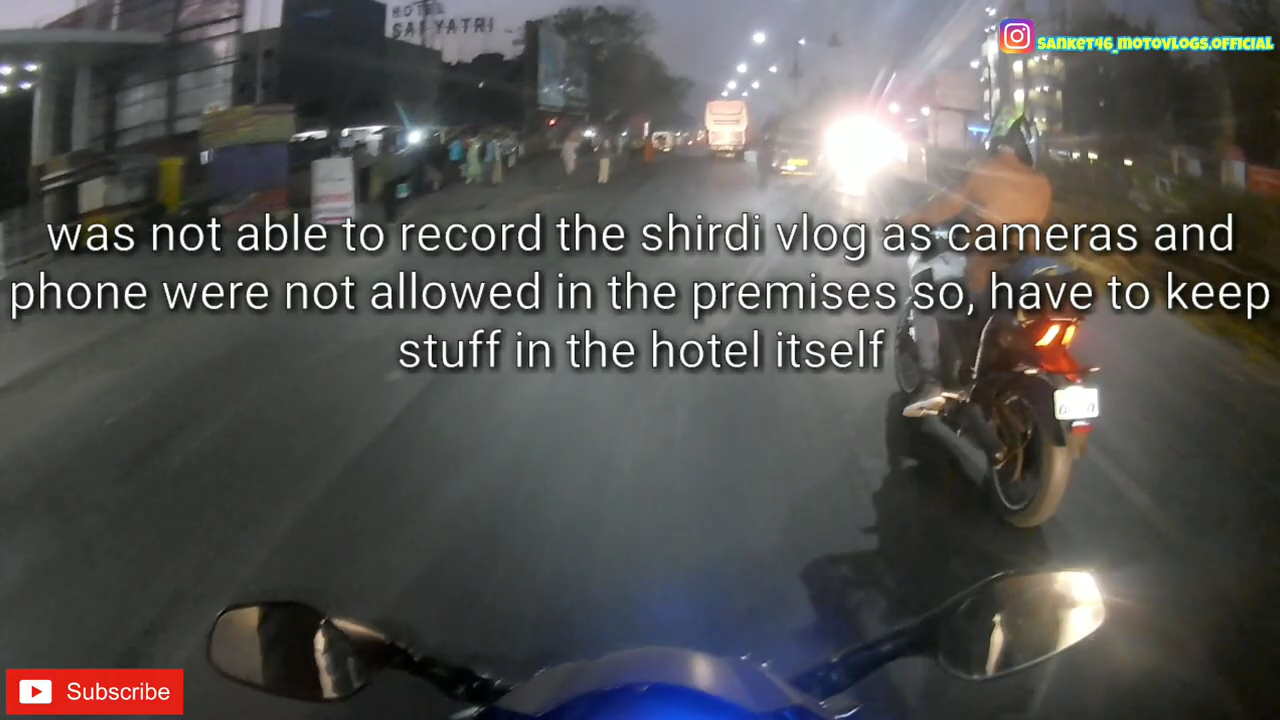 HOTEL
SAI YATRI
SANKET46_MOTOVLOGS.OFFICIAL
was not able to record the shirdi vlog as cameras and
phone were not allowed in the premises so, have to keep
stuff in the hotel itself
Subscribe